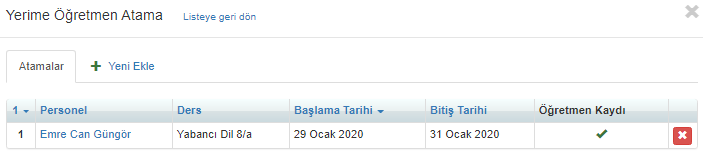 Yerime Öğretmen Atama Listeye geri dön
Atamalar Yeni Ekle
1 Personel Ders Başlama Tarihi Bitiş Tarihi Öğretmen Kaydı
1 Emre Can Güngör Yabancı Dil 8/a 29 Ocak 2020 31 Ocak 2020